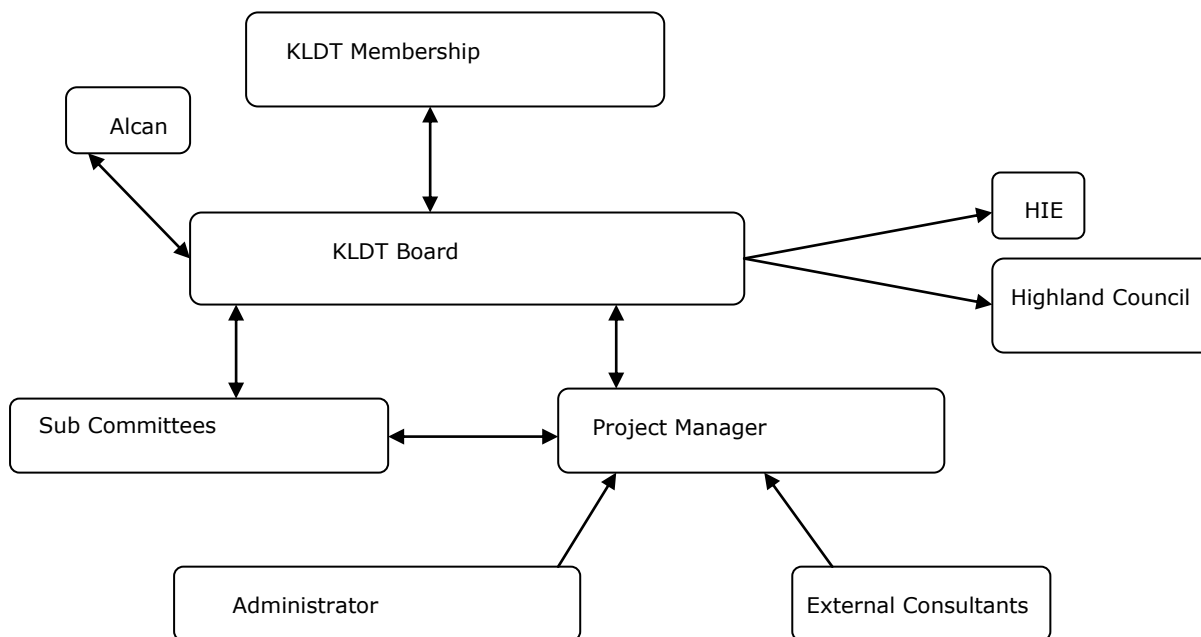 KLDT Membership
Alcan
HIE
KLDT Board
Highland Council
Sub Committees
Project Manager
Administrator
External Consultants